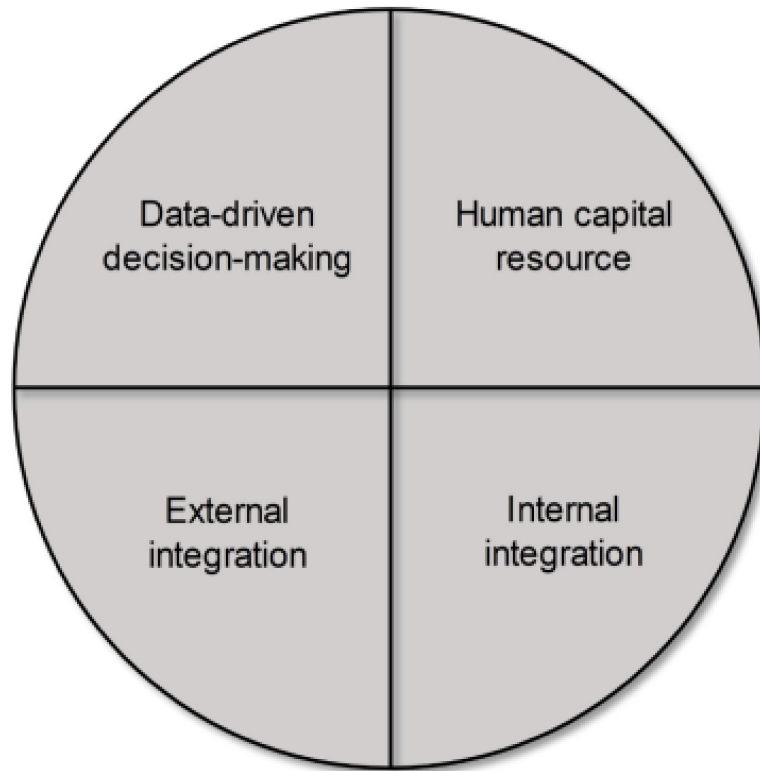 Data-driven
decision-making
Human capital
resource
External
integration
Internal
integration